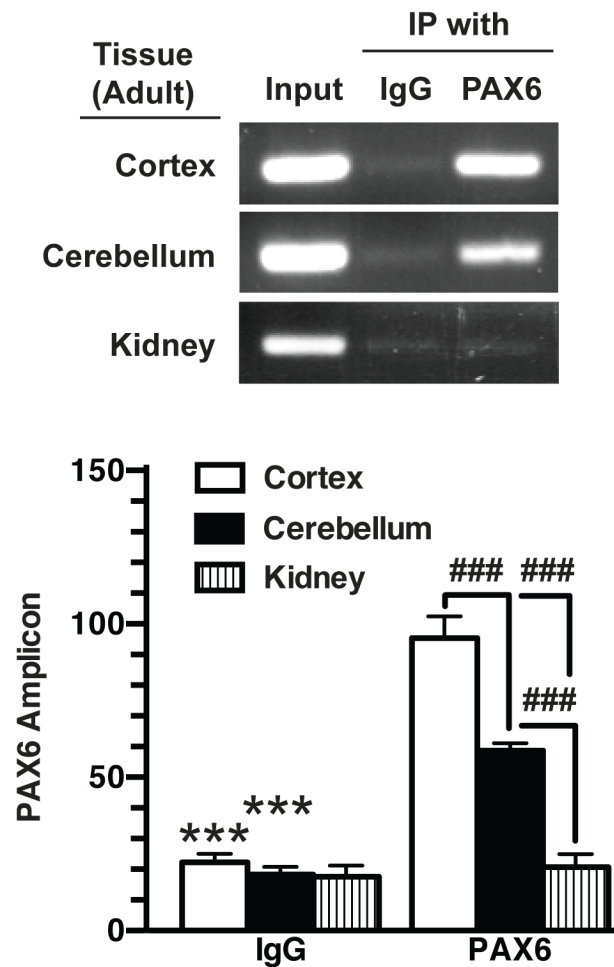 IP with
Tissue
(Adult)
Input IgG PAX6
Cortex
Cerebellum
Kidney
150
Cortex
Cerebellum
Kidney
### ###
100
###
PAX6 Amplicon
50
***
***
0
IgG PAX6